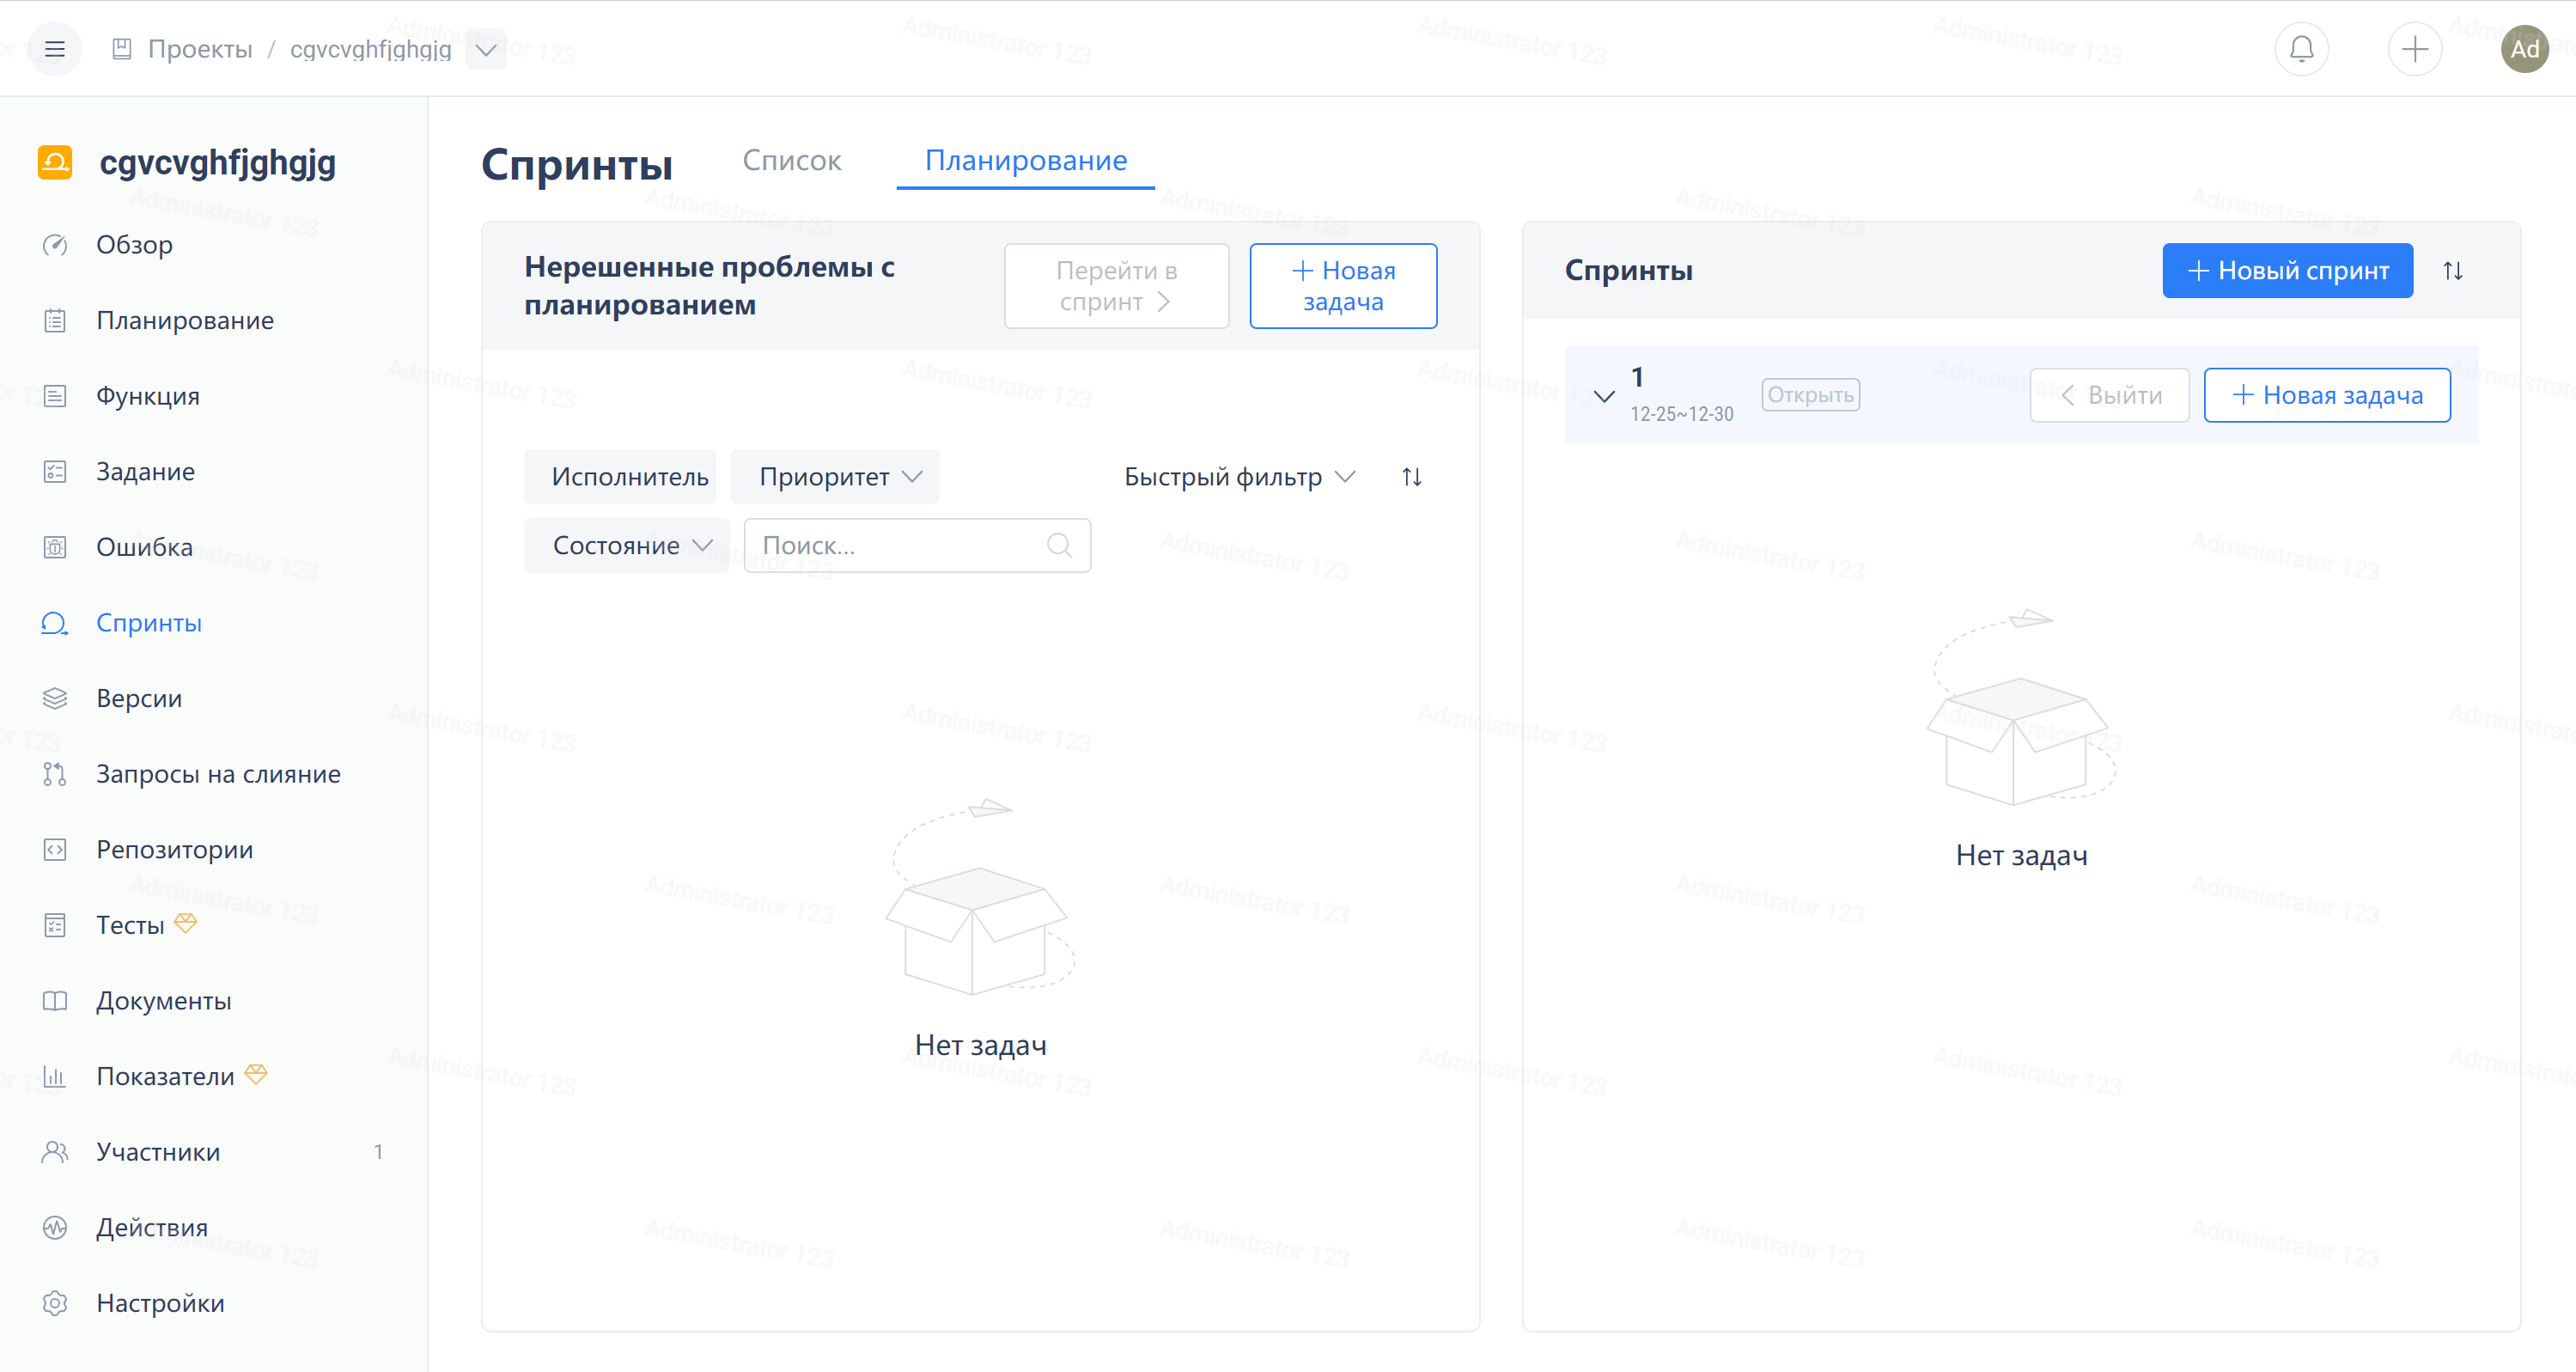 Проекты / cgvcvghfjghgjg
Ad
cgvcvghfjghgjg
Обзор
Планирование
Функция
Задание
Ошибка
Спринты
Версии
Запросы на слияние
Репозитории
Тесты
Документы
Показатели
Участники 1
Действия
Настройки
Спринты Список Планирование
Нерешенные проблемы с
планированием
Перейти в
спринт
Новая
задача
Исполнитель Приоритет Быстрый фильтр
Состояние Поиск...
Нет задач
Спринты Новый спринт
1
12-25~12-30
Открыть
Выйти
Новая задача
Нет задач
Administrator 123